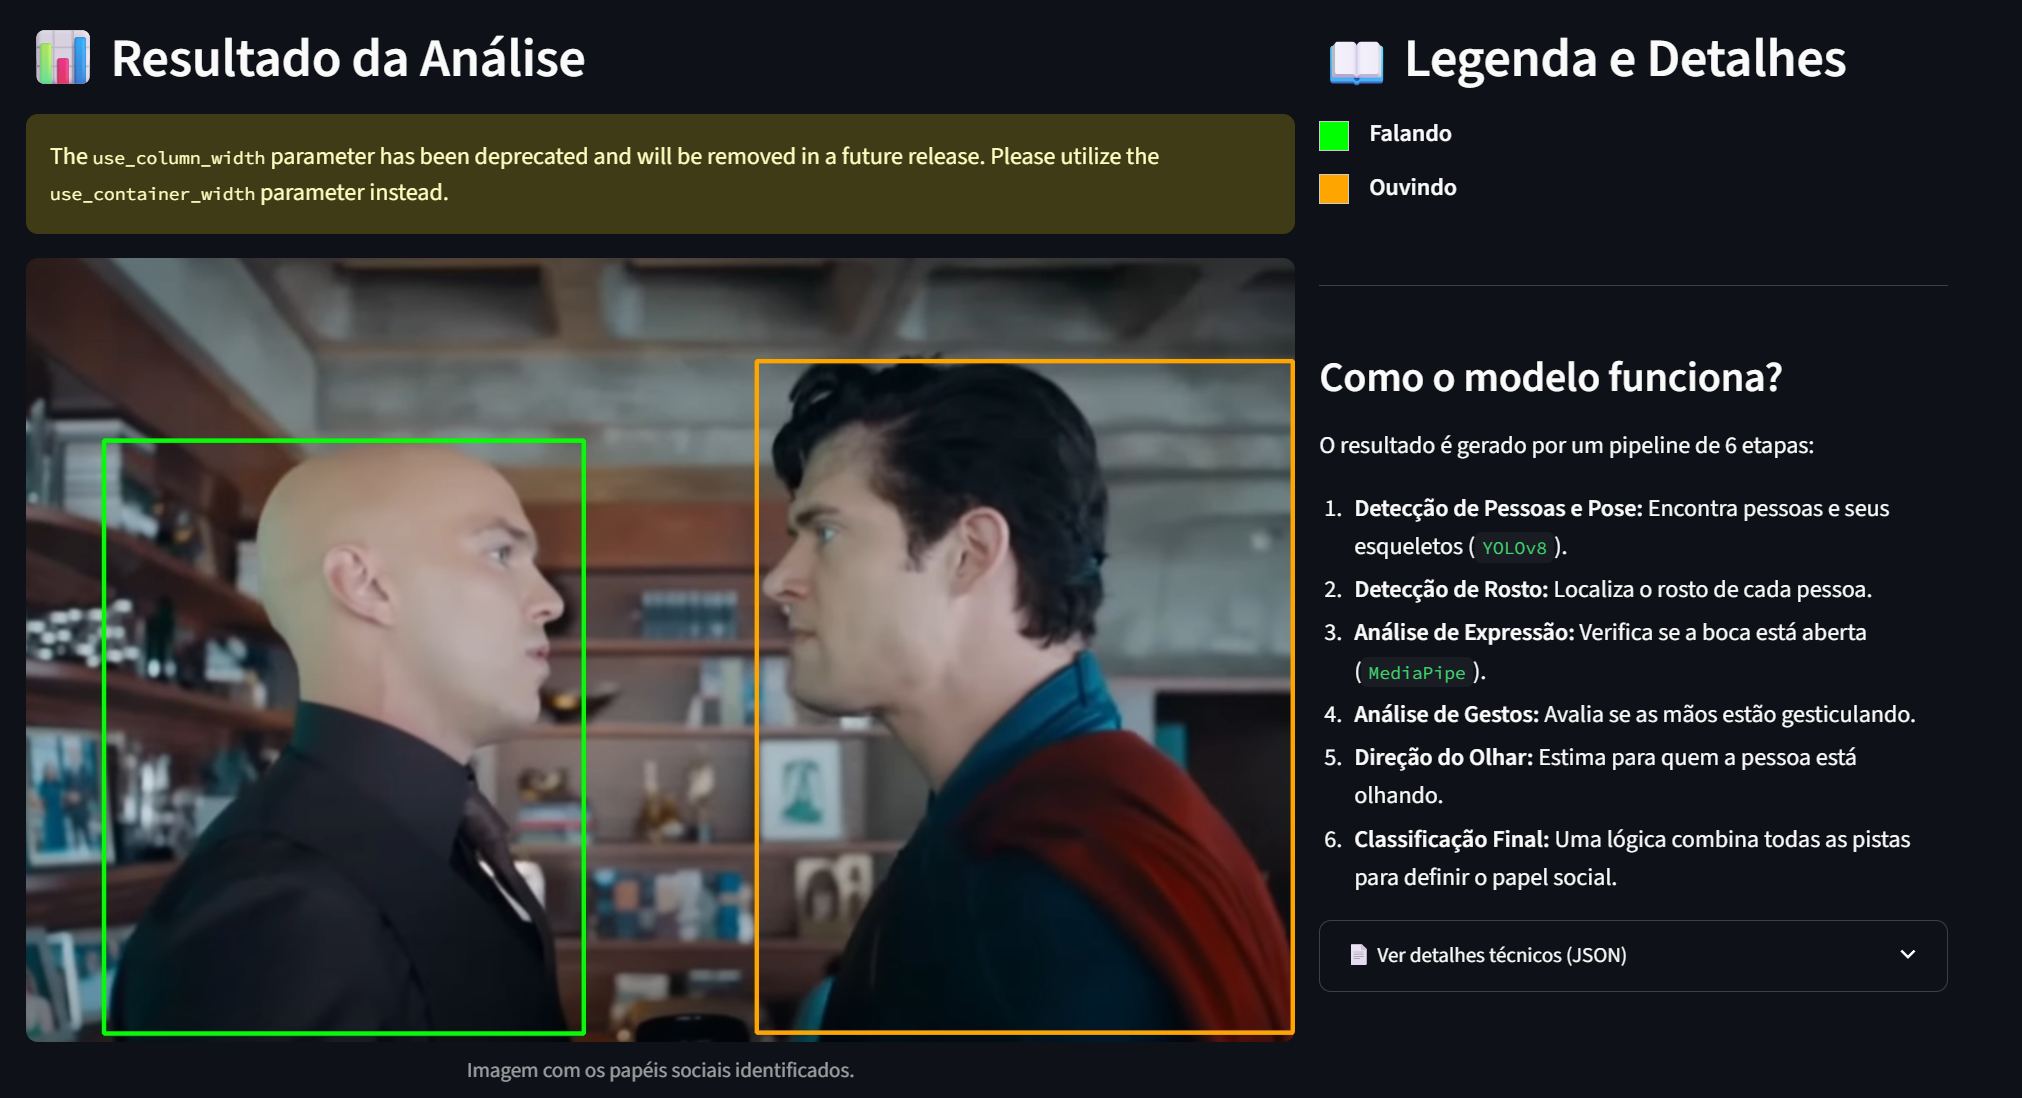 Resultado da Análise
The use_column_width parameter has been deprecated and will be removed in a future release. Please utilize the
use_container_width parameter instead.
Imagem com os papéis sociais identificados.
Legenda e Detalhes
Falando
Ouvindo
Como o modelo funciona?
O resultado é gerado por um pipeline de 6 etapas:
1. Detecção de Pessoas e Pose: Encontra pessoas e seus
esqueletos ( YOLOv8 ).
2. Detecção de Rosto: Localiza o rosto de cada pessoa.
3. Análise de Expressão: Verifica se a boca está aberta
( MediaPipe ).
4. Análise de Gestos: Avalia se as mãos estão gesticulando.
5. Direção do Olhar: Estima para quem a pessoa está
olhando.
6. Classificação Final: Uma lógica combina todas as pistas
para definir o papel social.
Ver detalhes técnicos (JSON)